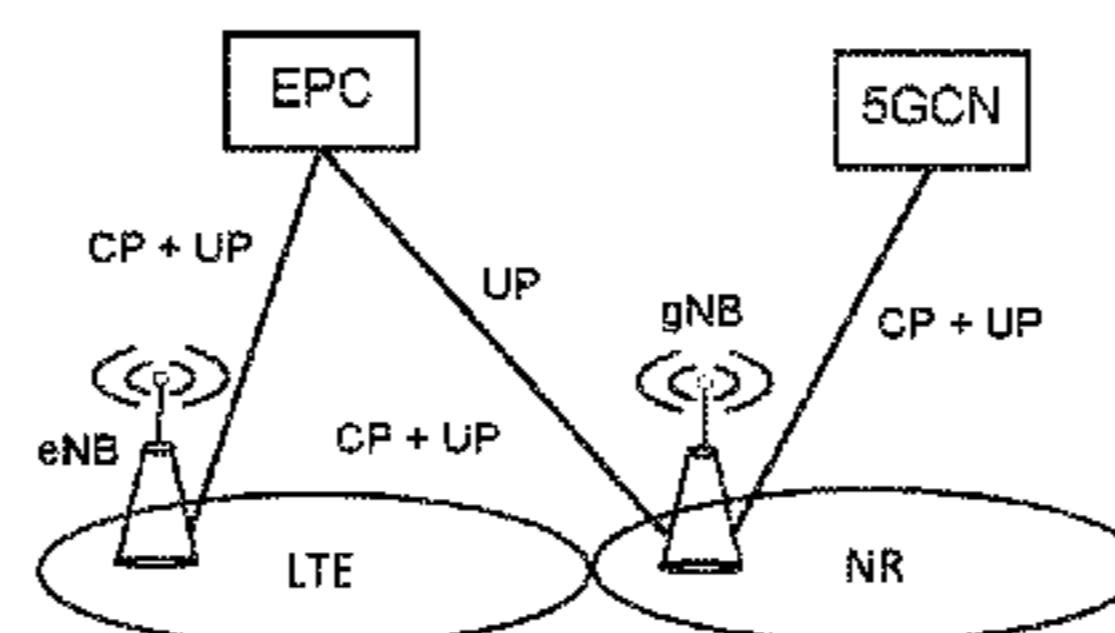 EPC
5GCN
CP + UP
UP
gNB
CP + UP
eNB
CP + UP
LTE
NR